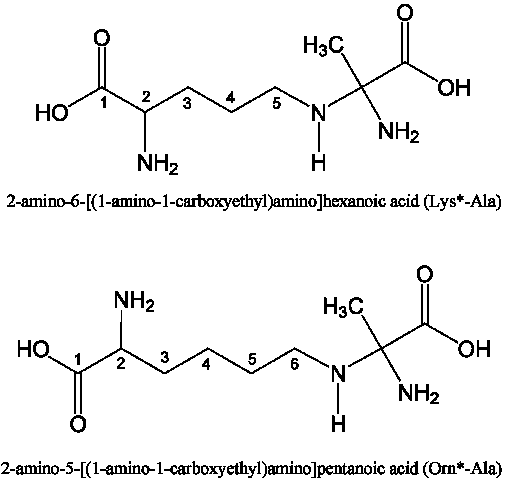 O
H₃C
O
HO
1
2
3
4
5
N
H
OH
NH₂
NH₂
2-amino-6-[(1-amino-1-carboxyethyl)amino]hexanoic acid (Lys*-Ala)
NH₂
H₃C
O
HO
1
2
3
4
5
6
N
H
OH
NH₂
O
2-amino-5-[(1-amino-1-carboxyethyl)amino]pentanoic acid (Orn*-Ala)